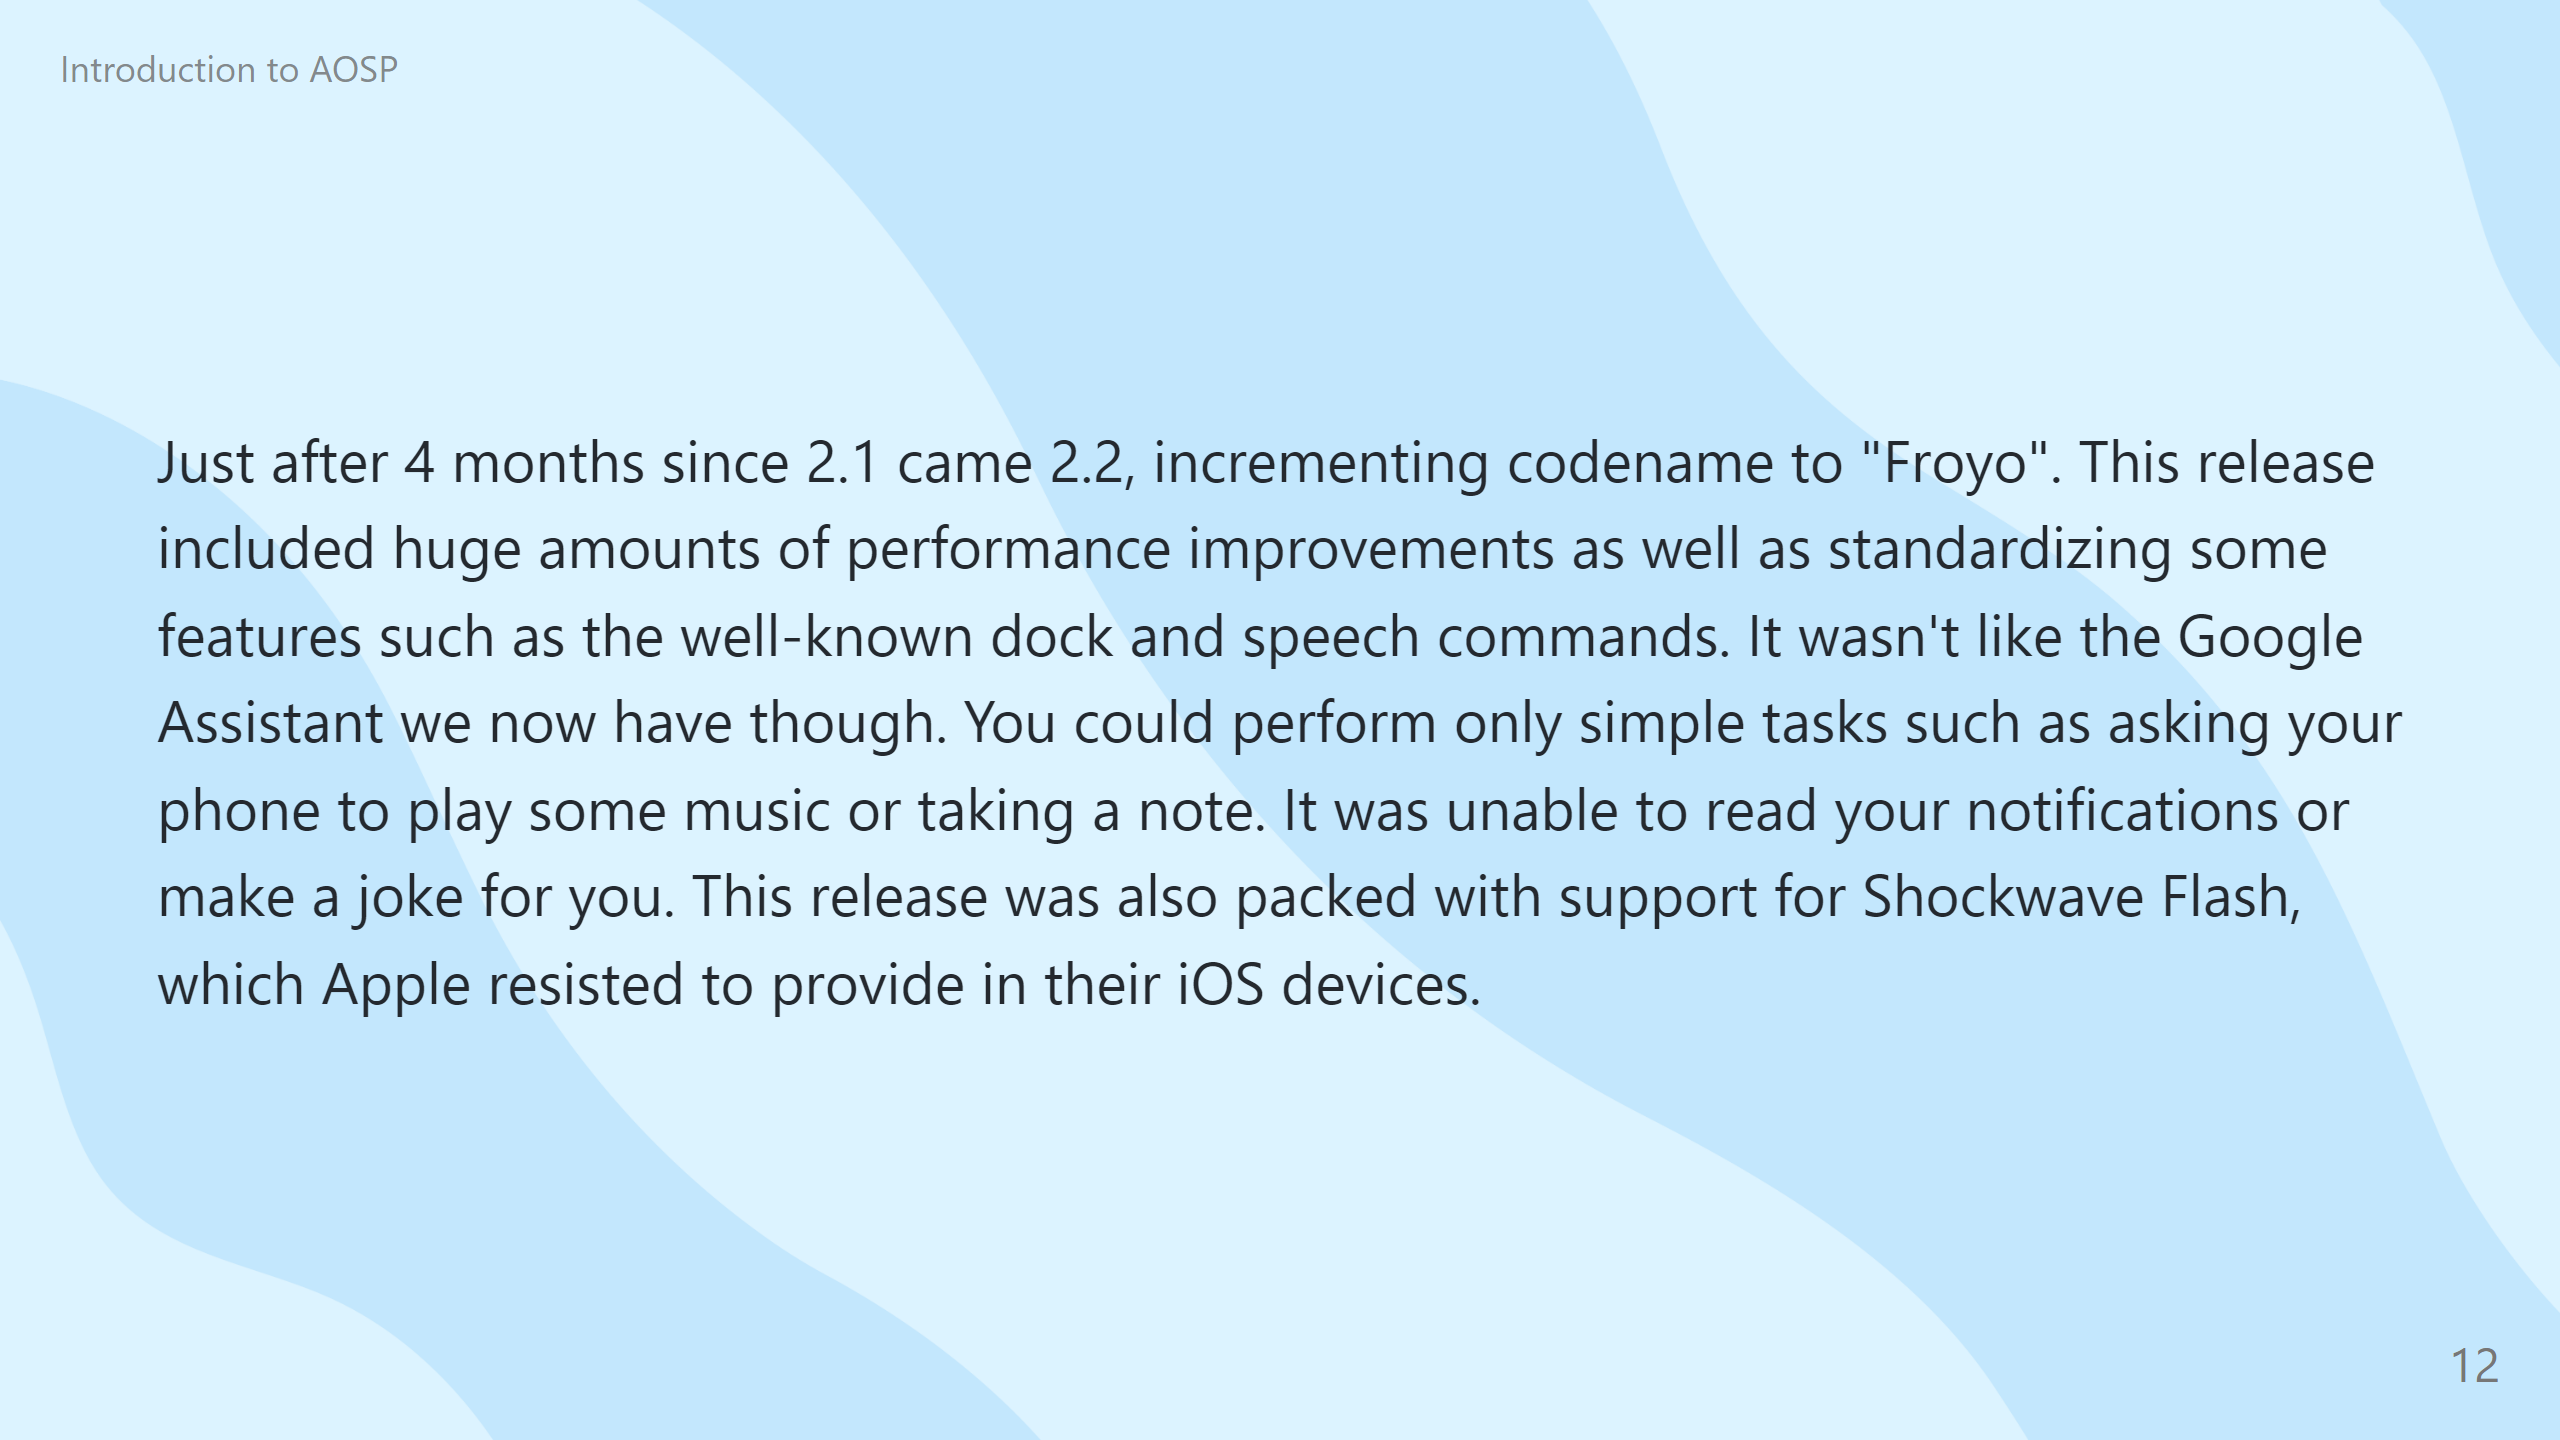 Introduction to AOSP
Just after 4 months since 2.1 came 2.2, incrementing codename to "Froyo". This release
included huge amounts of performance improvements as well as standardizing some
features such as the well-known dock and speech commands. It wasn't like the Google
Assistant we now have though. You could perform only simple tasks such as asking your
phone to play some music or taking a note. It was unable to read your notifications or
make a joke for you. This release was also packed with support for Shockwave Flash,
which Apple resisted to provide in their iOS devices.
12